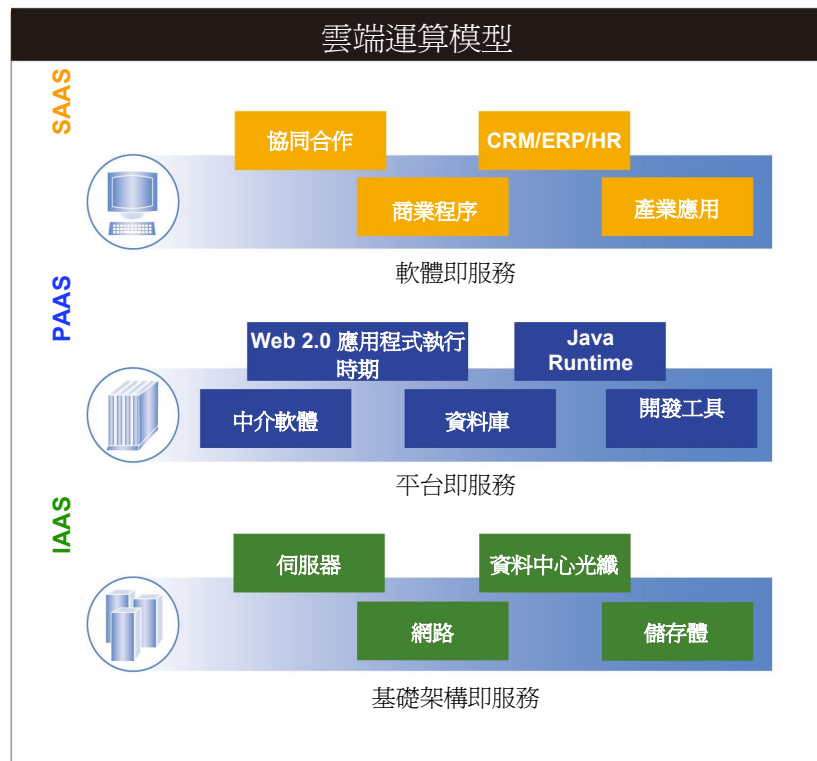 雲端運算模型
SAAS
協同合作
CRM/ERP/HR
商業程序
產業應用
軟體即服務
PAAS
Web 2.0 應用程式執行
時期
Java
Runtime
中介軟體
資料庫
開發工具
平台即服務
IAAS
伺服器
資料中心光纖
網路
儲存體
基礎架構即服務